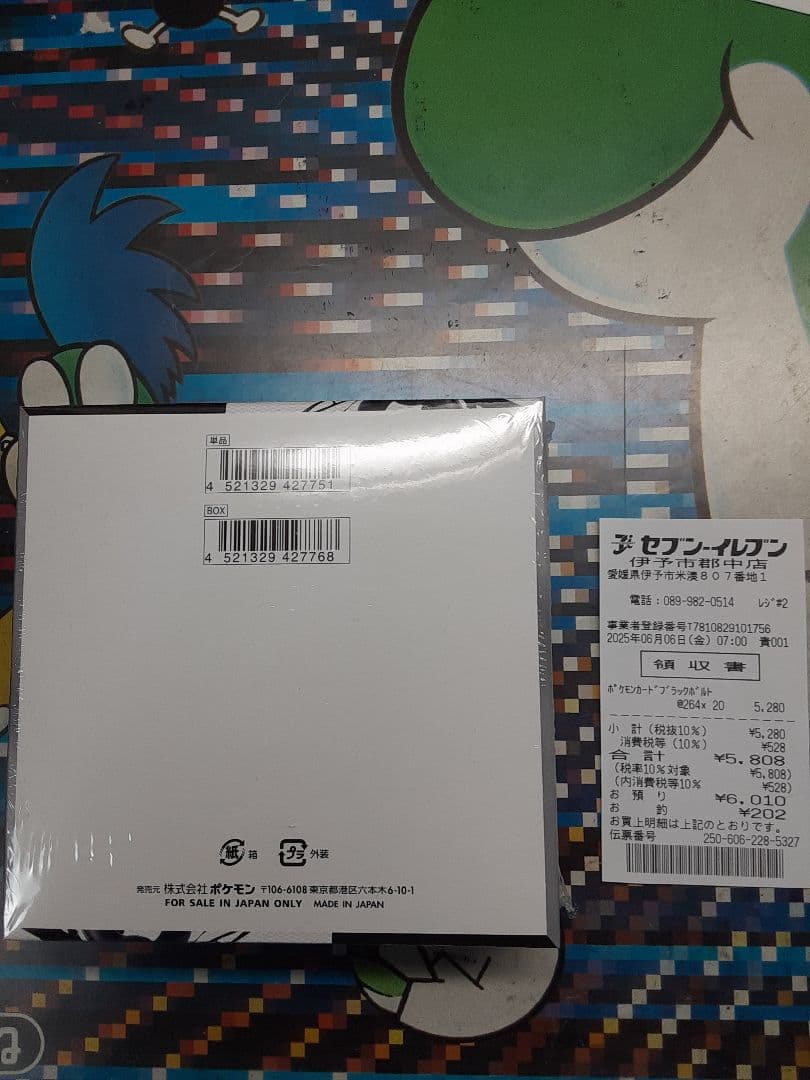 単品
4 521329 427751
BOX
4 521329 427768
紙 箱
プラ 外装
発売元 株式会社ポケモン 〒106-6108 東京都港区六本木6-10-1
FOR SALE IN JAPAN ONLY MADE IN JAPAN
セブン-イレブン
伊予市郡中店
愛媛県伊予市米湊807番地1
電話：089-982-0514 レジ#2
事業者登録番号T7810829101756
2025年06月06日(金) 07:00 責001
領収書
ポケモンカードブラックボルト
@264x 20 5,280
小 計(税抜10%) ¥5,280
消費税等(10%) ¥528
合 計 ¥5,808
(税率10%対象 ¥5,808)
(内消費税等10% ¥528)
お 預 り ¥6,010
お 釣 ¥202
お買上明細は上記のとおりです。
伝票番号 250-606-228-5327